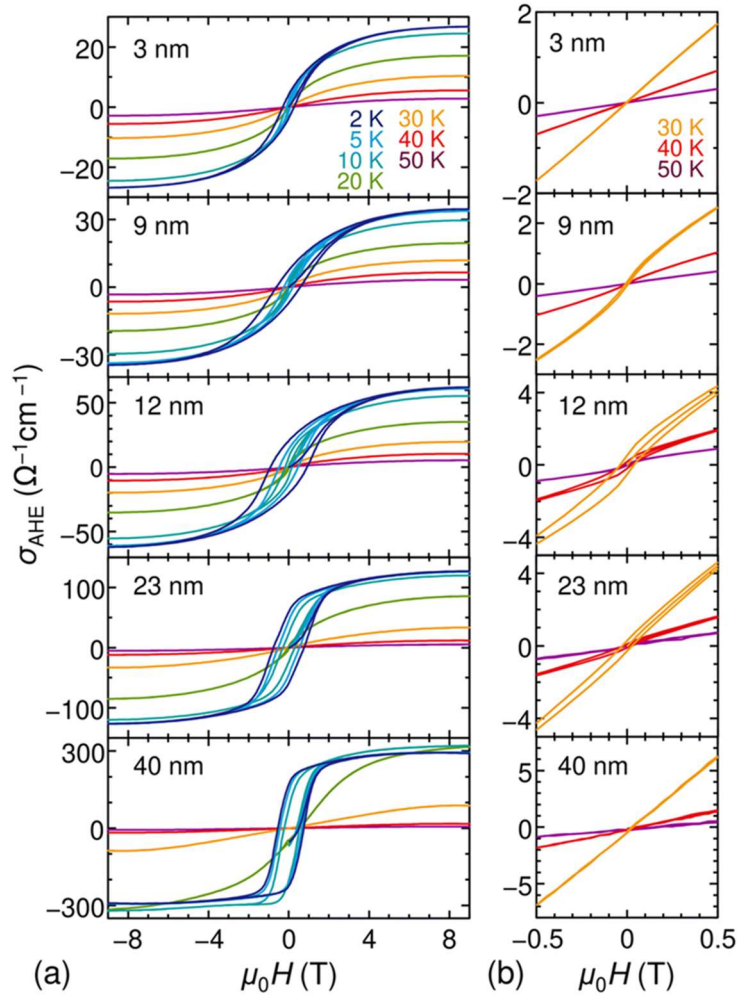 3 nm
20
0
−20
2 K 30 K
5 K 40 K
10 K 50 K
20 K
9 nm
30
0
−30
12 nm
50
0
−50
23 nm
100
0
−100
40 nm
300
0
−300
−8 −4 0 4 8
σAHE (Ω−1cm−1)
(a) μ0H (T)
3 nm
2
0
2
30 K
40 K
50 K
9 nm
2
0
−2
12 nm
4
0
−4
23 nm
4
0
−4
40 nm
5
0
−5
−0.5 0.0 0.5
(b) μ0H (T)